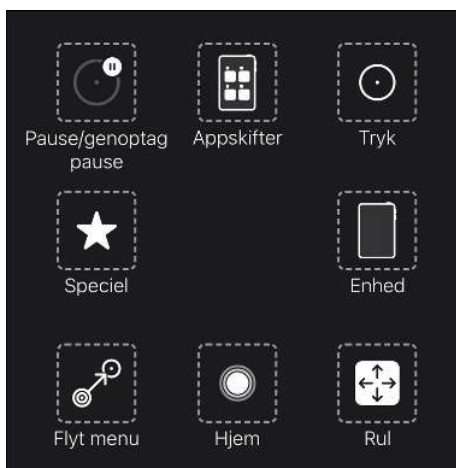 Pause/genoptag
pause
Appskifter
Tryk
Speciel
Enhed
Flyt menu
Hjem
Rul